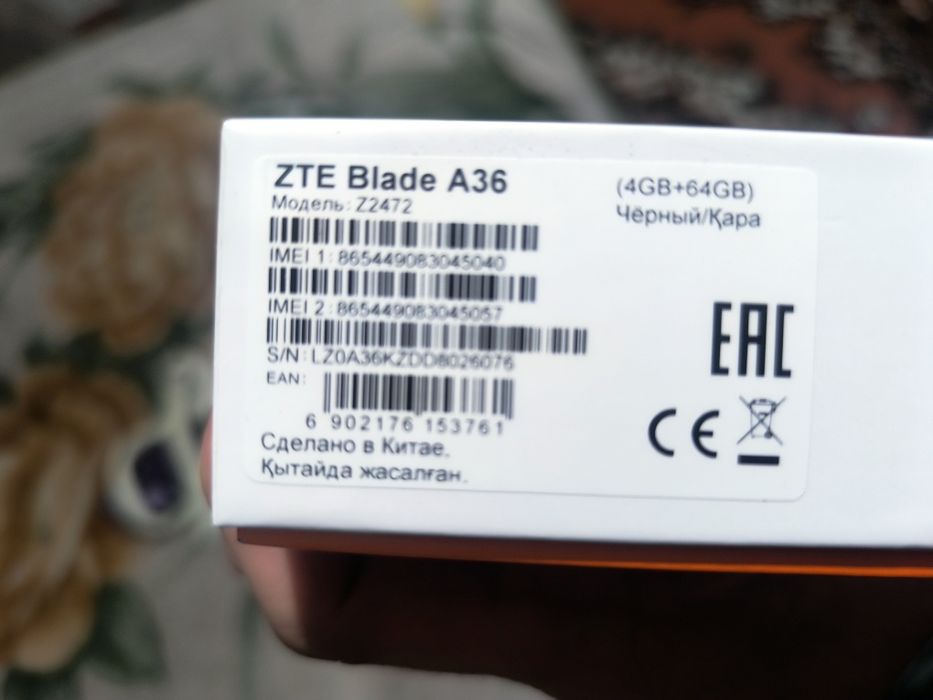 ZTE Blade A36
(4GB+64GB)
Модель: Z2472
Чёрный/Қара
IMEI 1: 865449083045040
IMEI 2: 865449083045057
S/N: LZ0A36KZDD8026076
EAN:
6 902176 153761
Сделано в Китае.
Қытайда жасалған.
EAC
CE